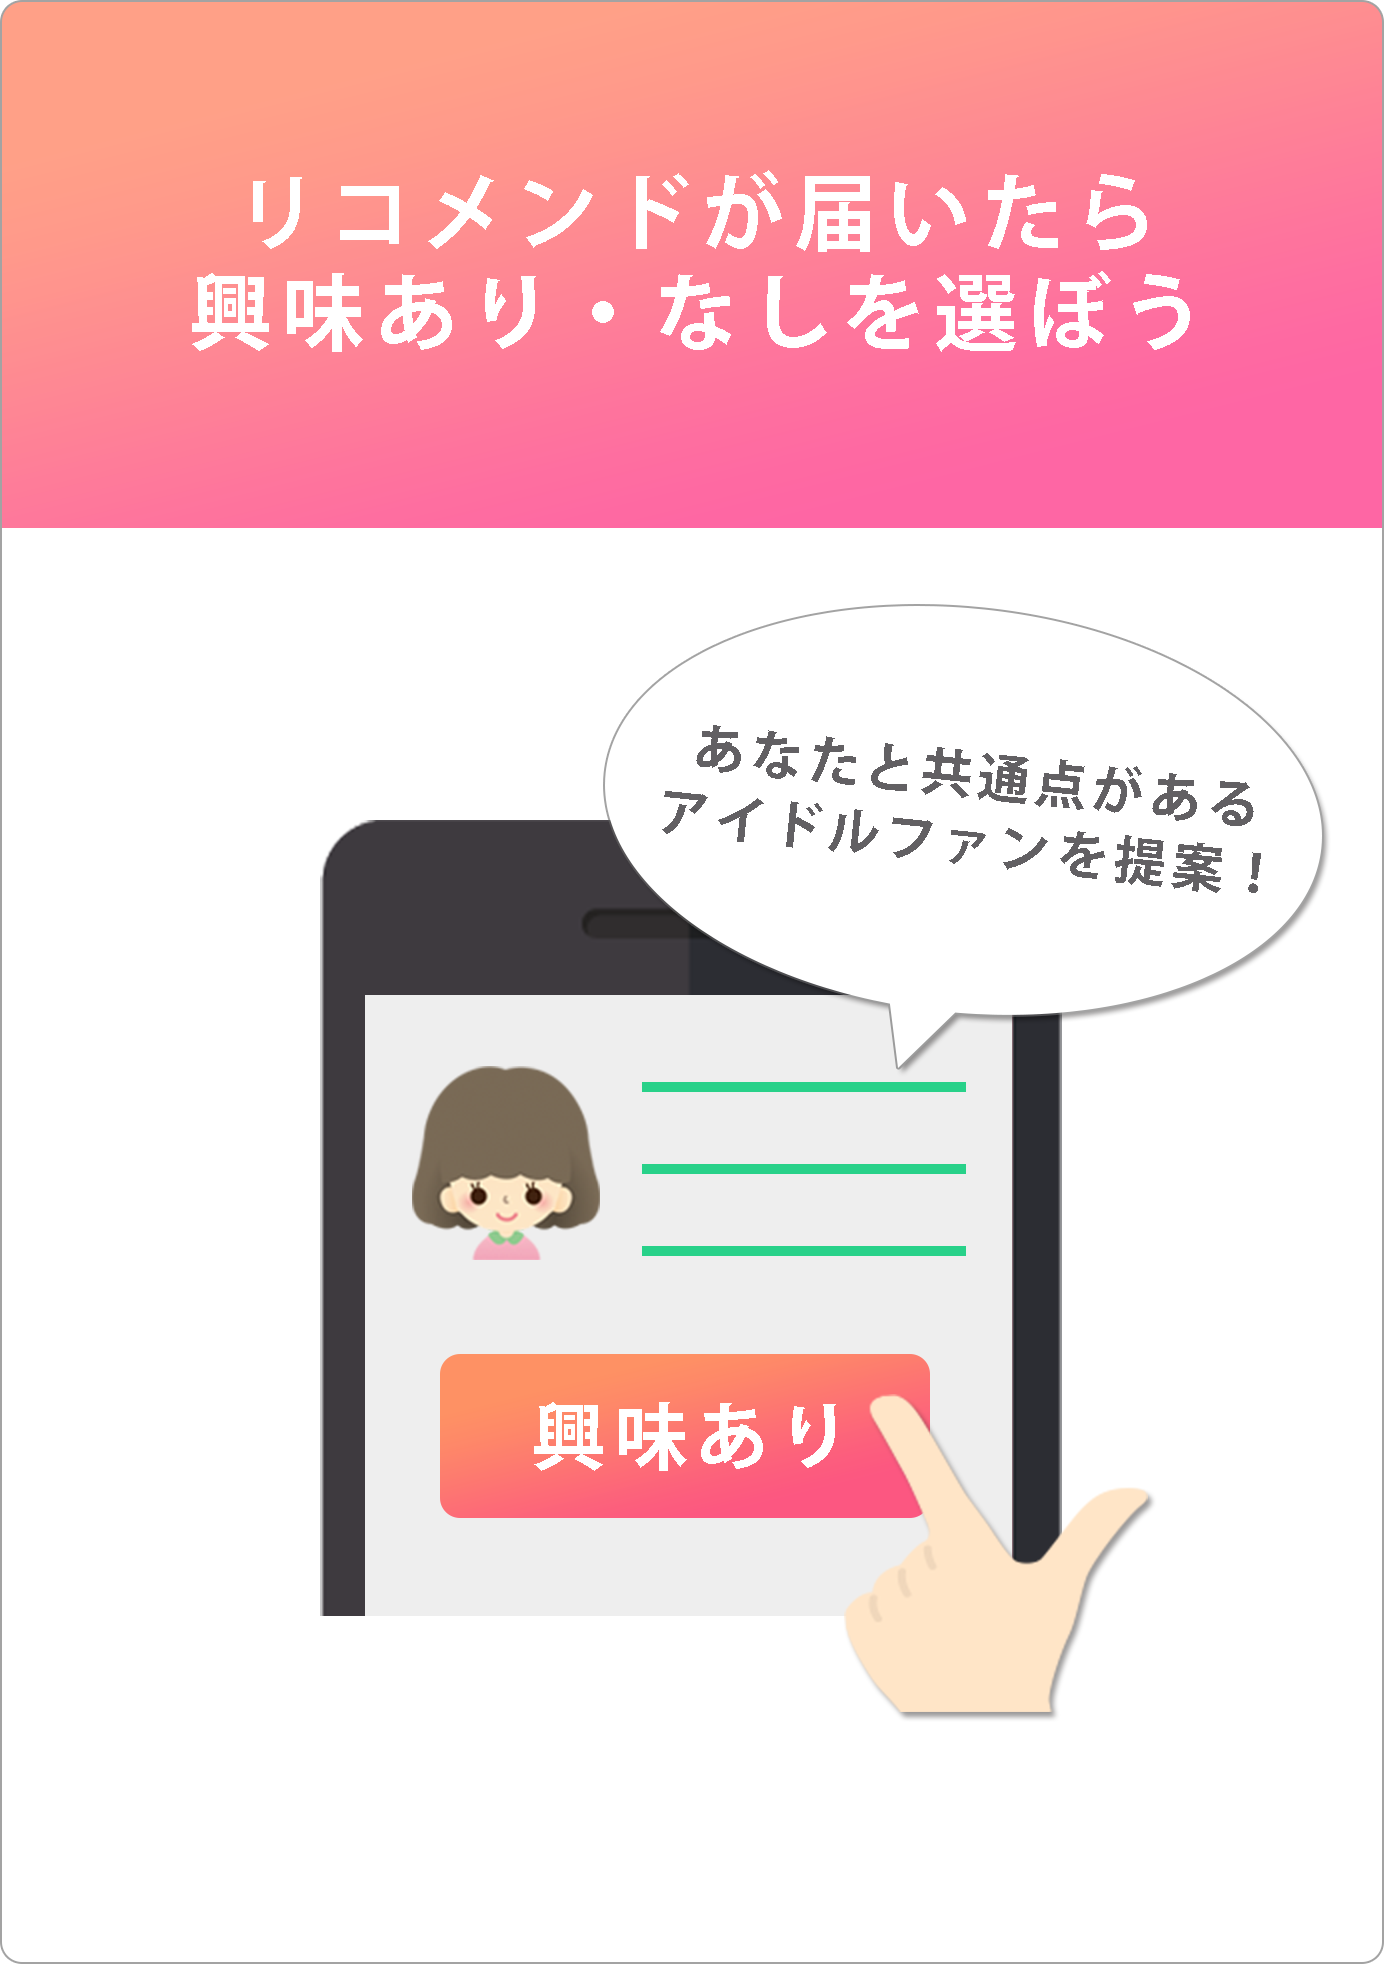 リコメンドが届いたら
興味あり・なしを選ぼう
あなたと共通点がある
アイドルファンを提案！
興味あり